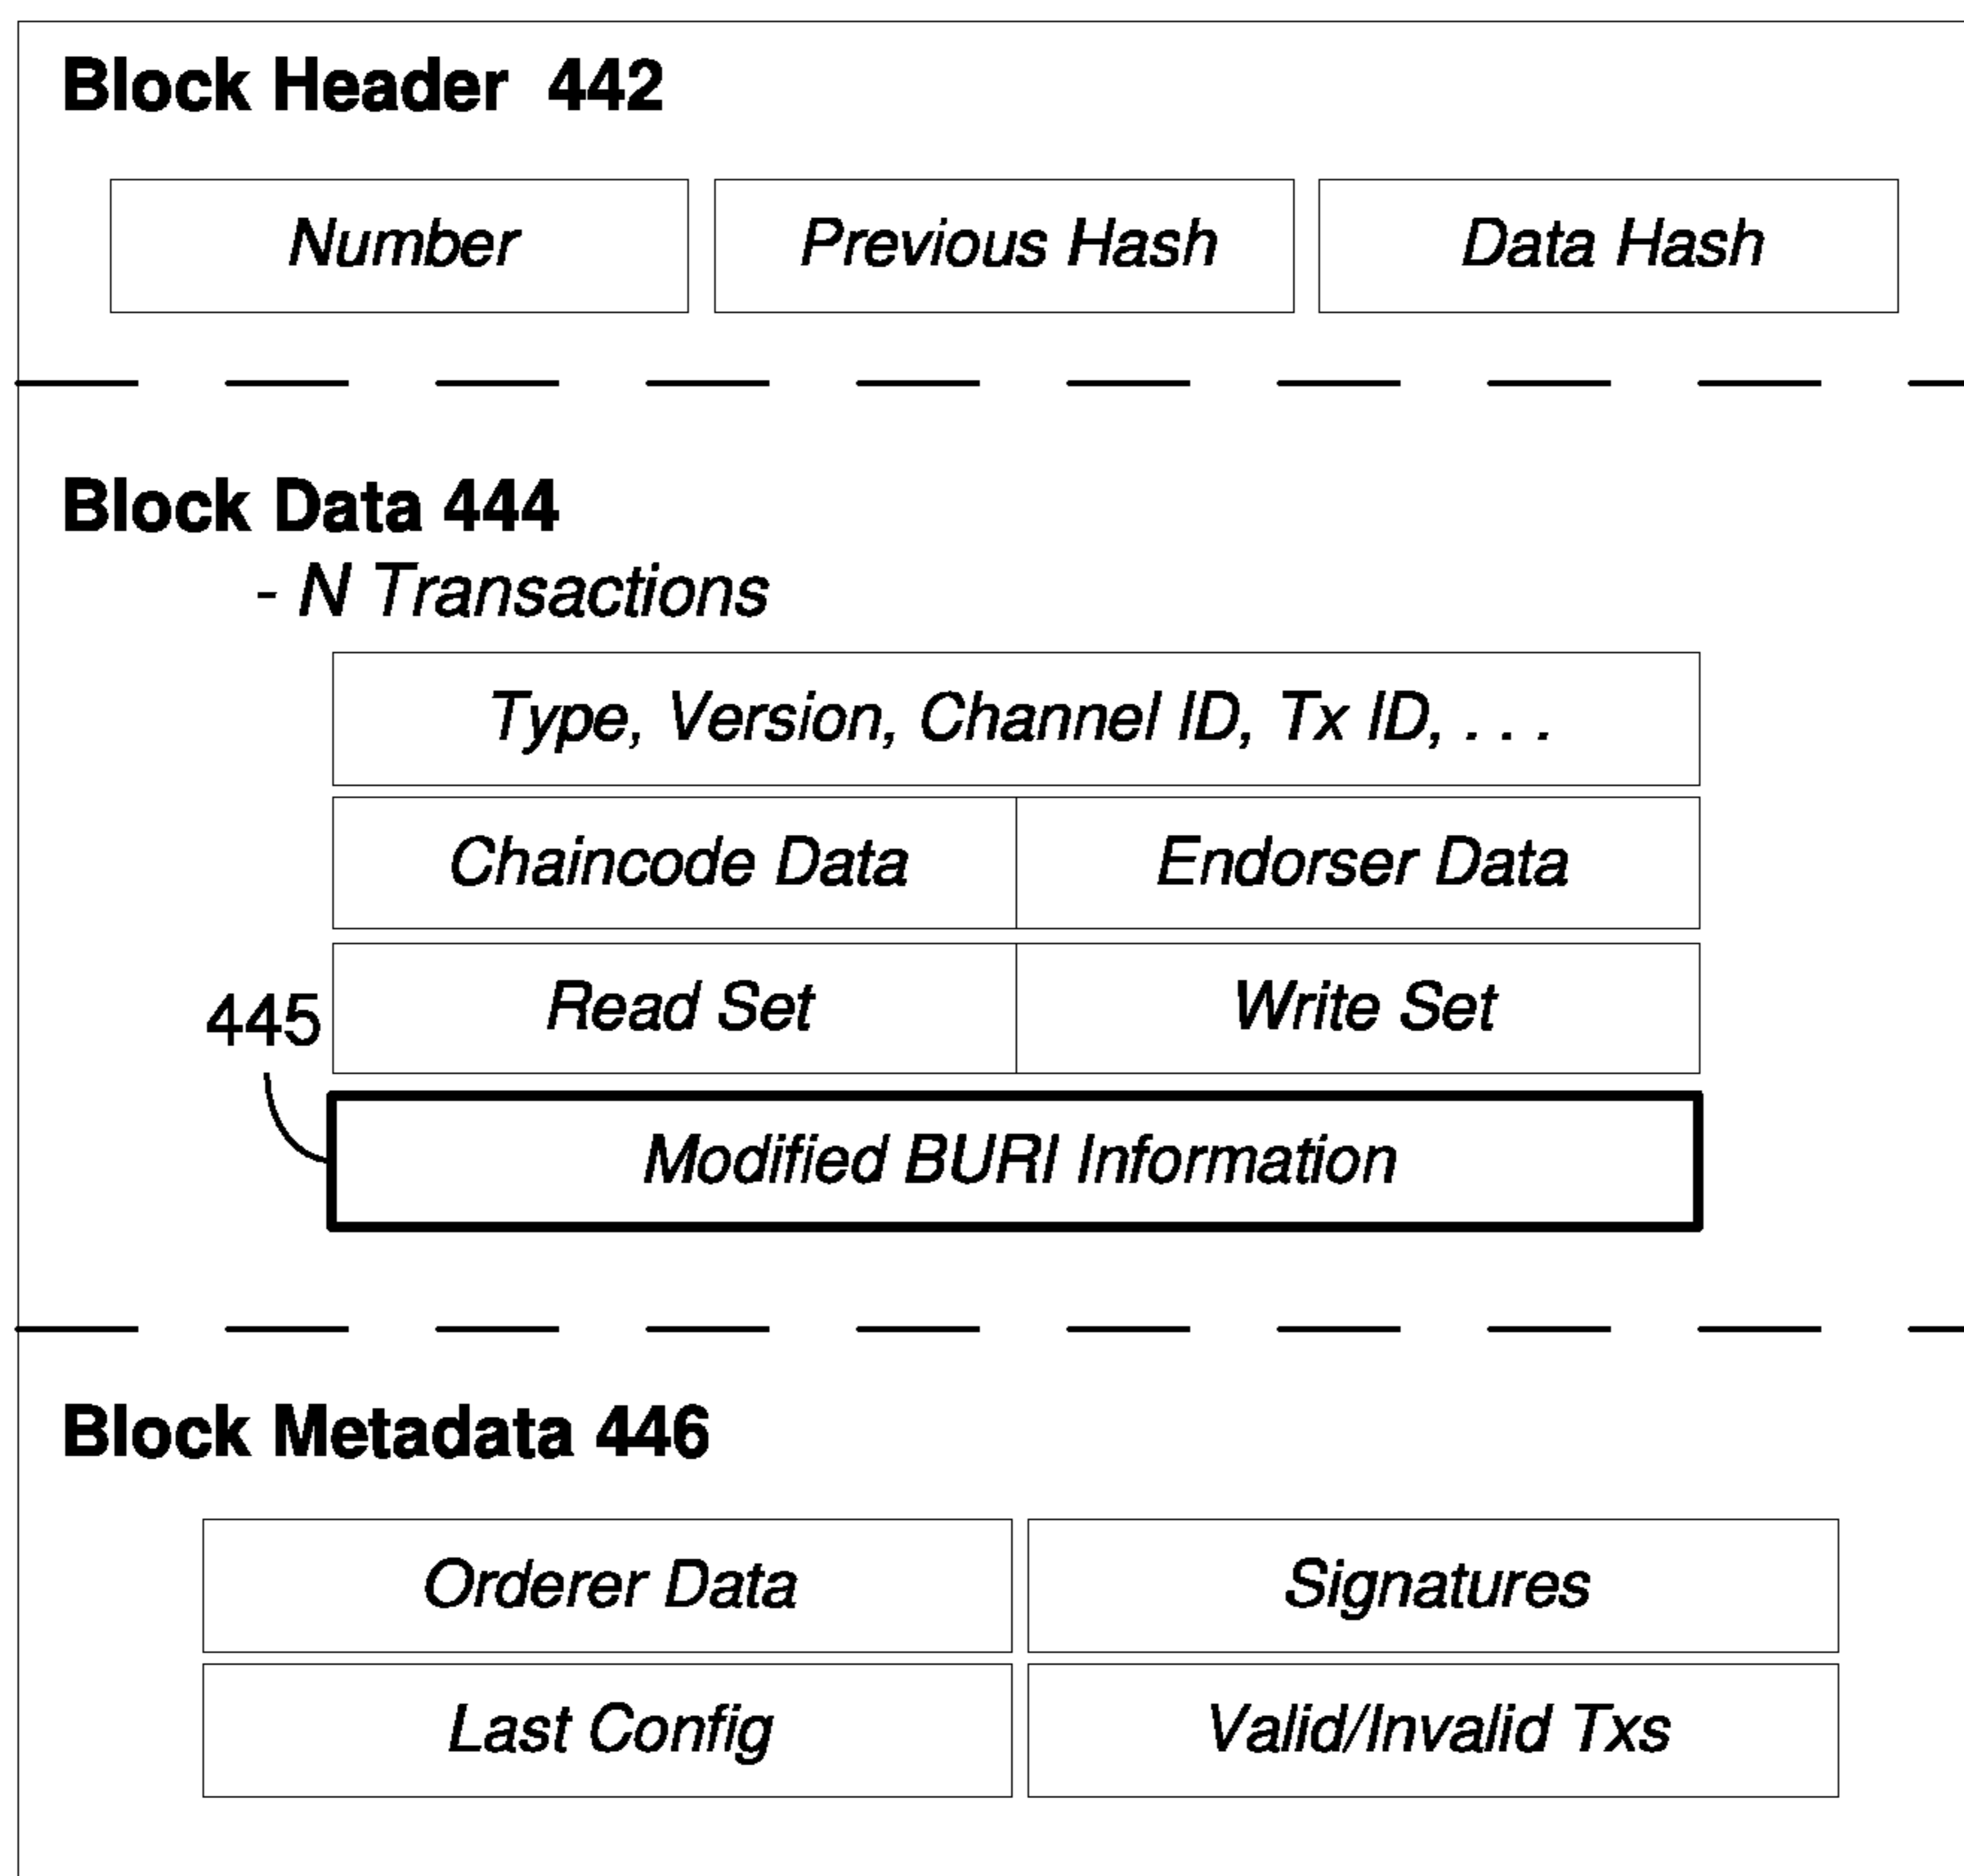 Block Header 442
Number
Previous Hash
Data Hash
Block Data 444
- N Transactions
Type, Version, Channel ID, Tx ID, . . .
Chaincode Data
Endorser Data
445
Read Set
Write Set
Modified BURI Information
Block Metadata 446
Orderer Data
Signatures
Last Config
Valid/Invalid Txs